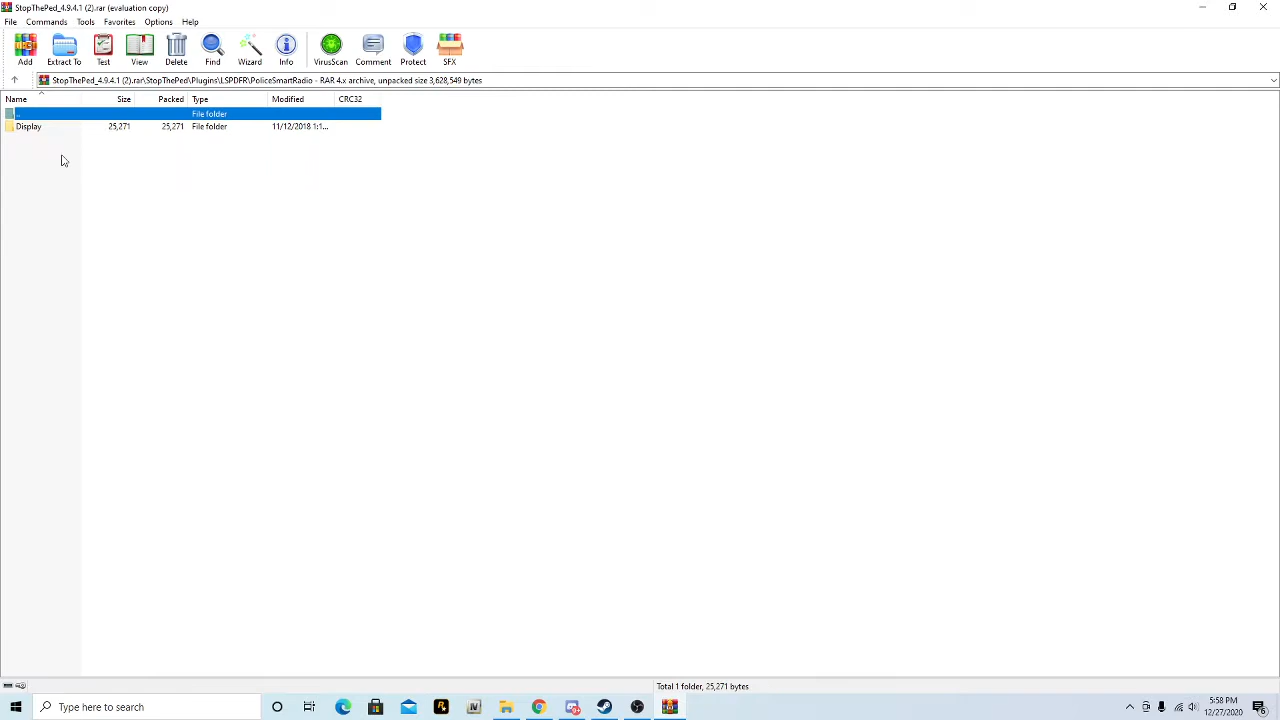 StopThePed_4.9.4.1 (2).rar (evaluation copy)
File Commands Tools Favorites Options Help
Add Extract To Test View Delete Find Wizard Info VirusScan Comment Protect SFX
StopThePed_4.9.4.1 (2).rar\StopThePed\Plugins\LSPDFR\PoliceSmartRadio - RAR 4.x archive, unpacked size 3,628,549 bytes
Name Size Packed Type Modified CRC32
.. File folder
Display 25,271 25,271 File folder 11/12/2018 1:1...
Total 1 folder, 25,271 bytes
Type here to search
5:58 PM
12/27/2020